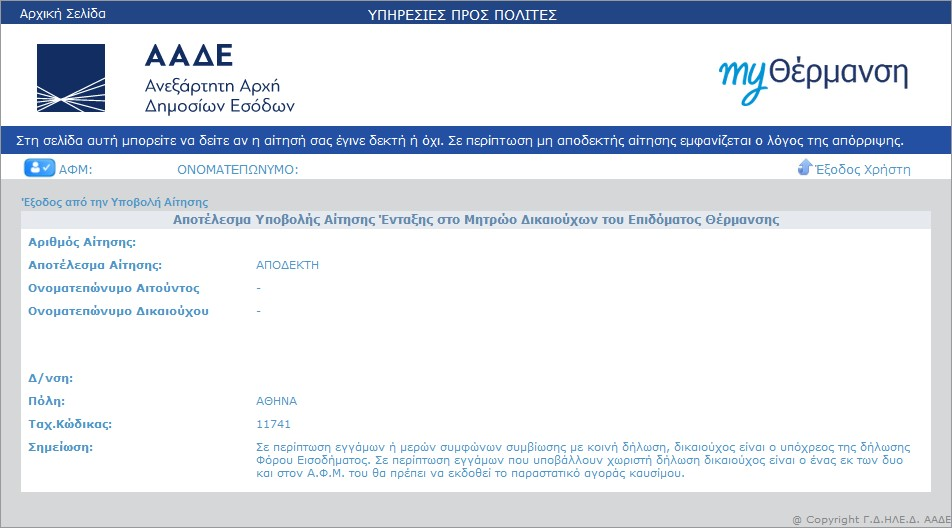 Αρχική Σελίδα
ΥΠΗΡΕΣΙΕΣ ΠΡΟΣ ΠΟΛΙΤΕΣ
ΑΑΔΕ
Ανεξάρτητη Αρχή
Δημοσίων Εσόδων
myΘέρμανση
Στη σελίδα αυτή μπορείτε να δείτε αν η αίτησή σας έγινε δεκτή ή όχι. Σε περίπτωση μη αποδεκτής αίτησης εμφανίζεται ο λόγος της απόρριψης.
ΑΦΜ: ΟΝΟΜΑΤΕΠΩΝΥΜΟ: Έξοδος Χρήστη
Έξοδος από την Υποβολή Αίτησης
Αποτέλεσμα Υποβολής Αίτησης Ένταξης στο Μητρώο Δικαιούχων του Επιδόματος Θέρμανσης
Αριθμός Αίτησης:
Αποτέλεσμα Αίτησης: ΑΠΟΔΕΚΤΗ
Ονοματεπώνυμο Αιτούντος -
Ονοματεπώνυμο Δικαιούχου -
Δ/νση:
Πόλη: ΑΘΗΝΑ
Ταχ.Κώδικας: 11741
Σημείωση: Σε περίπτωση εγγάμων ή μερών συμφώνων συμβίωσης με κοινή δήλωση, δικαιούχος είναι ο υπόχρεος της δήλωσης
Φόρου Εισοδήματος. Σε περίπτωση εγγάμων που υποβάλλουν χωριστή δήλωση δικαιούχος είναι ο ένας εκ των δυο
και στον Α.Φ.Μ. του θα πρέπει να εκδοθεί το παραστατικό αγοράς καυσίμου.
@ Copyright Γ.Δ.ΗΛΕ.Δ. ΑΑΔΕ